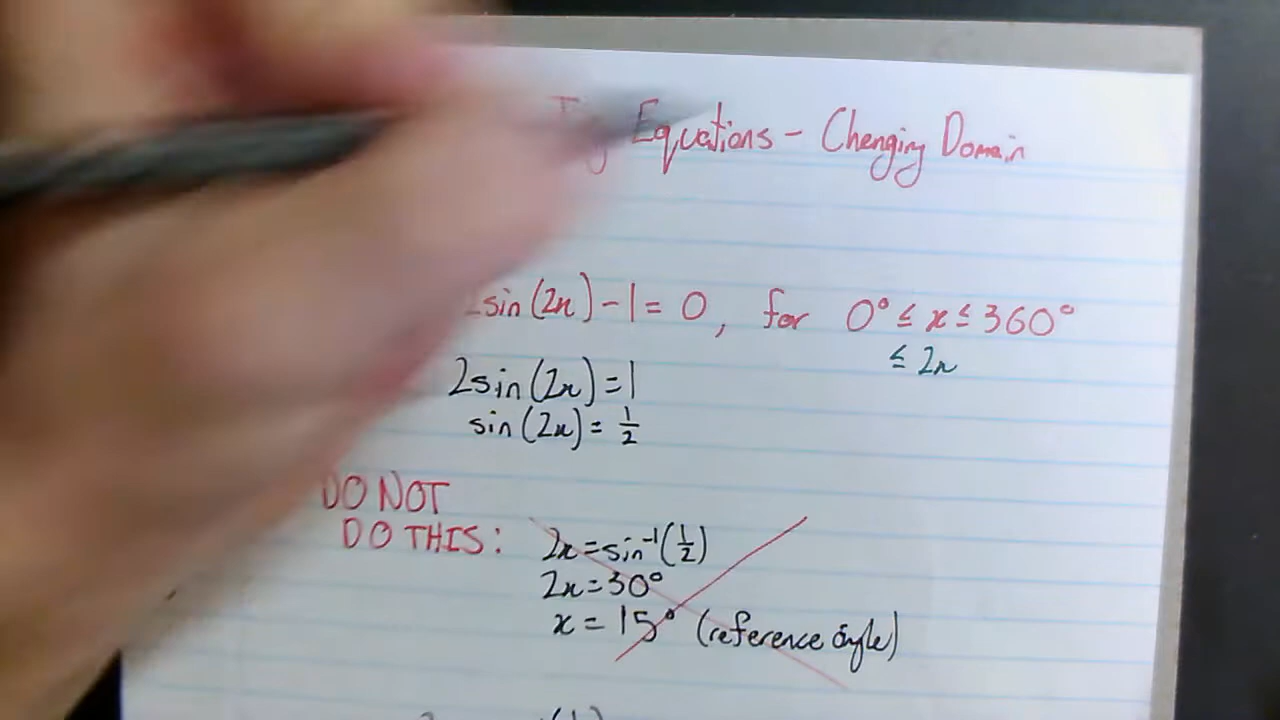 Equations - Changing Domain
sin(2x) - 1 = 0, for 0° ≤ x ≤ 360°
≤ 2x
2sin(2x) = 1
sin(2x) = 1/2
DO NOT
DO THIS:
2x = sin⁻¹(1/2)
2x = 30°
x = 15° (reference angle)